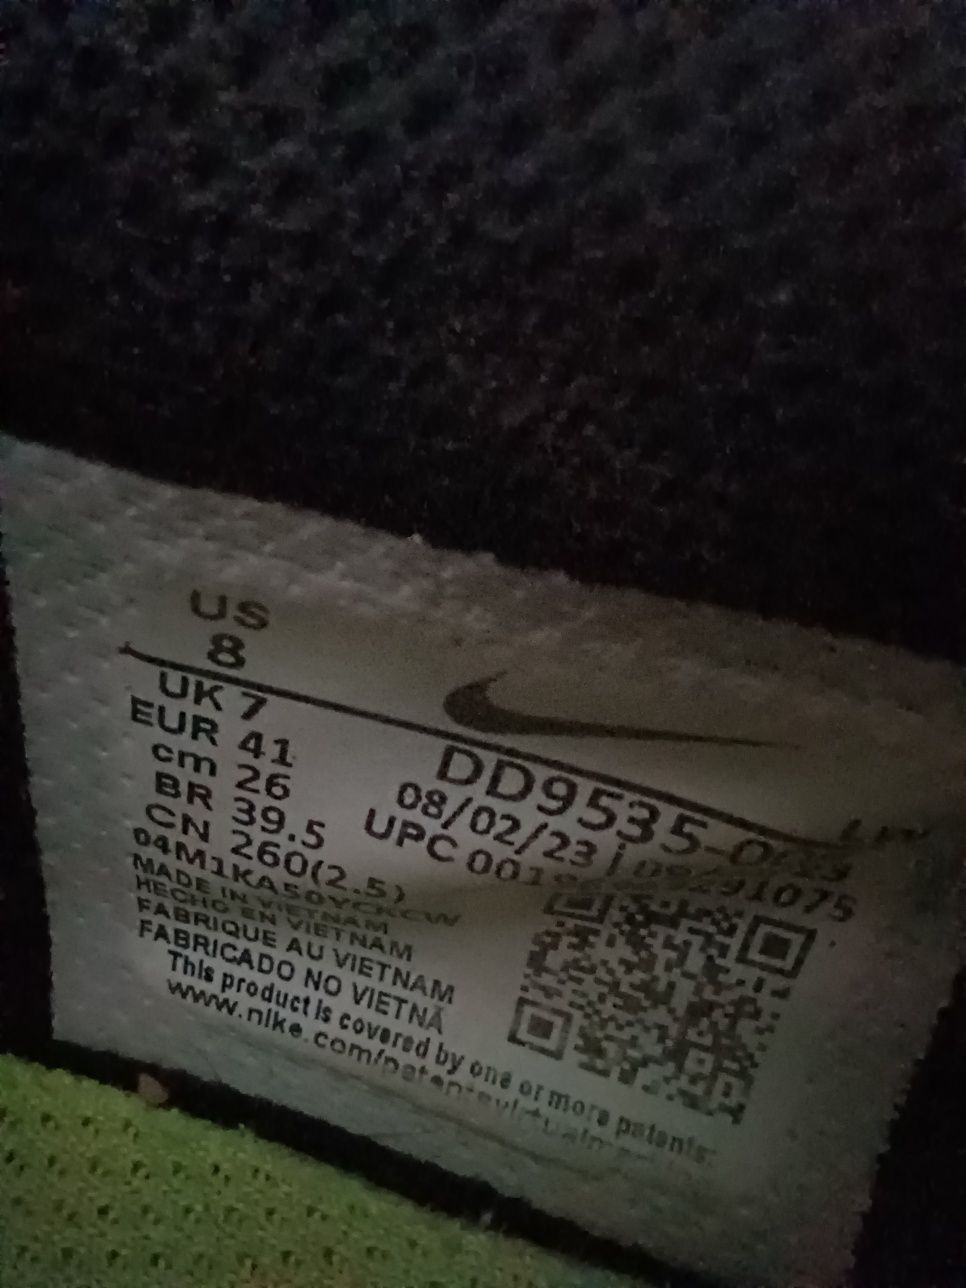 US
8
UK 7
EUR 41
cm 26
BR 39.5
CN 260(2.5)
04M1KA50YCKCW
MADE IN VIETNAM
HECHO EN VIETNAM
FABRIQUE AU VIETNAM
FABRICADO NO VIETNÃ
This product is covered by one or more patents:
www.nike.com/
DD9535-
08/02/23
UPC